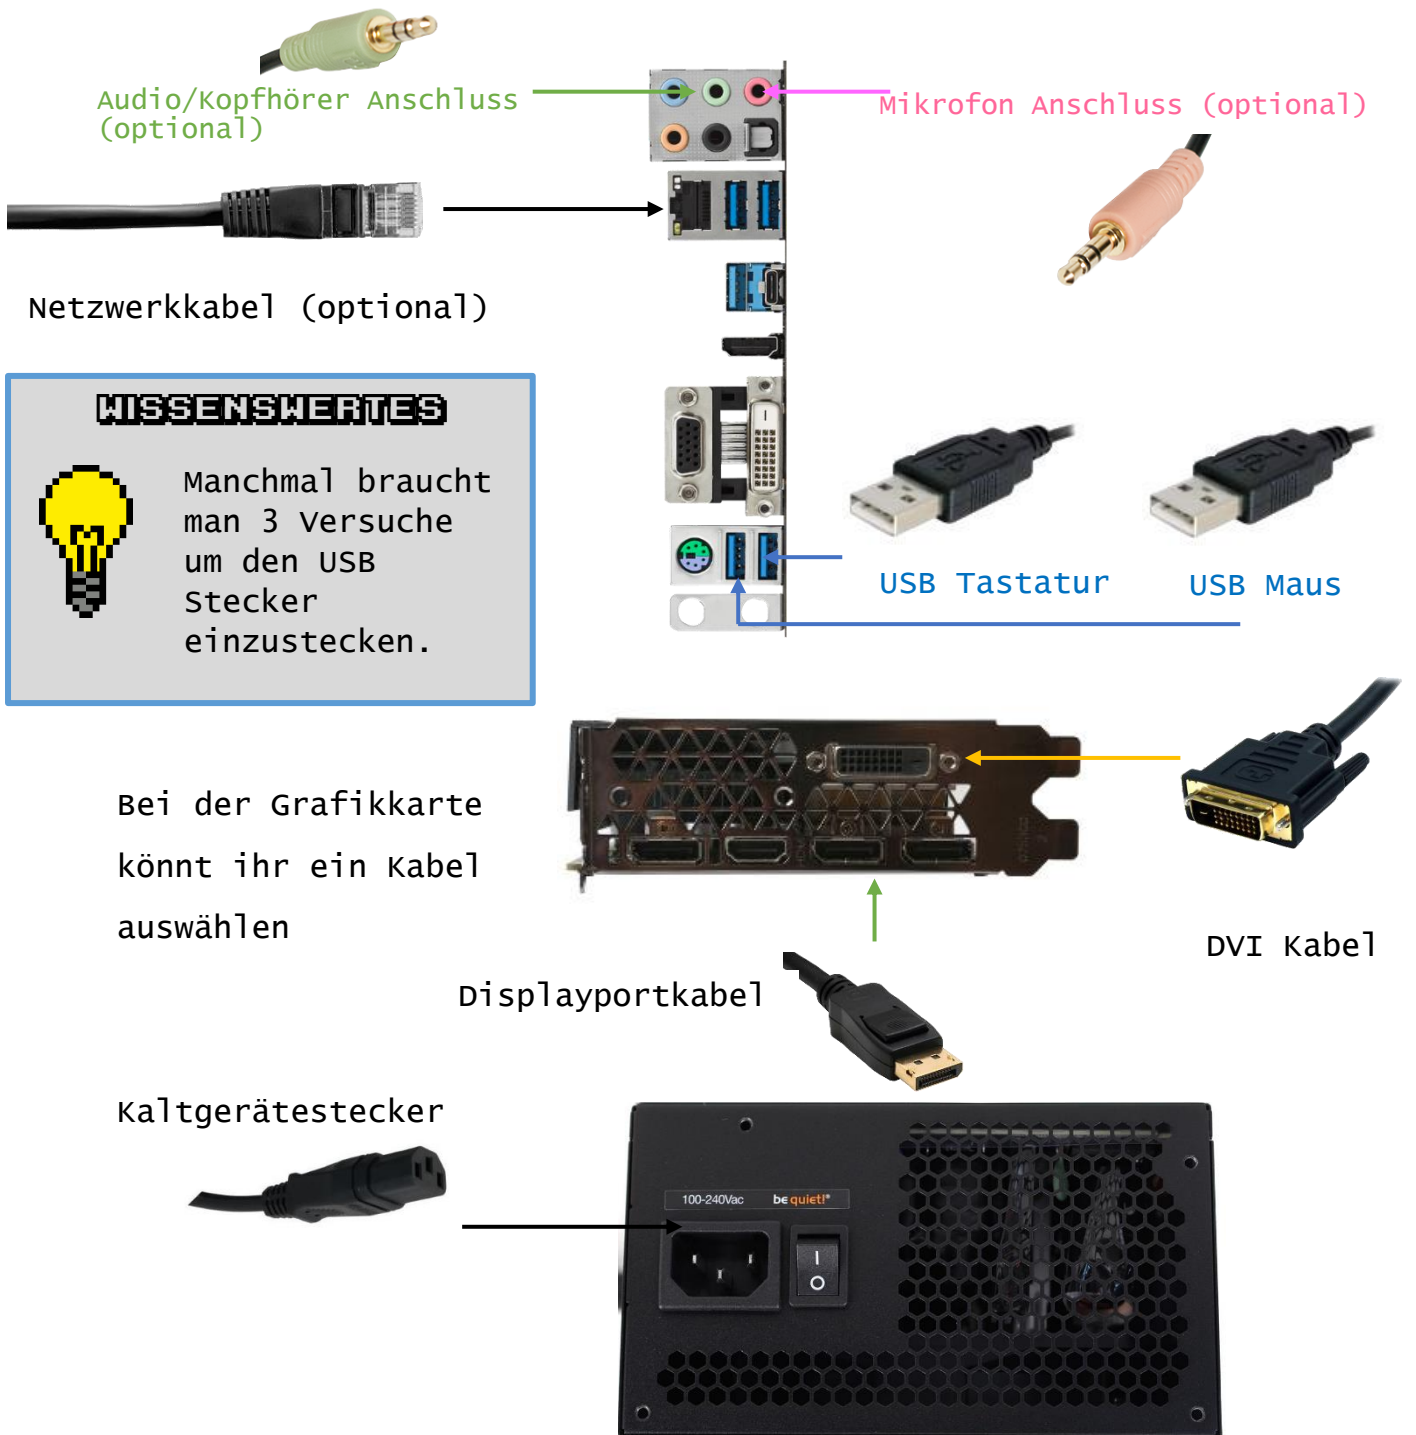 Audio/Kopfhörer Anschluss
(optional)
Mikrofon Anschluss (optional)
Netzwerkkabel (optional)
WISSENSWERTES
Manchmal braucht
man 3 Versuche
um den USB
Stecker
einzustecken.
USB Tastatur
USB Maus
Bei der Grafikkarte
könnt ihr ein Kabel
auswählen
DVI Kabel
Displayportkabel
Kaltgerätestecker
100-240Vac be quiet!®